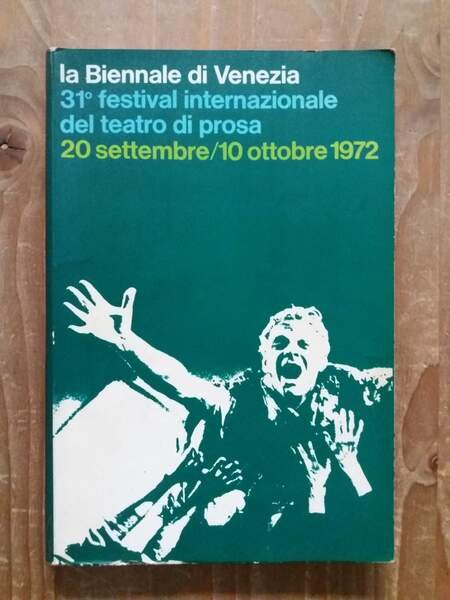 la Biennale di Venezia
31° festival internazionale
del teatro di prosa
20 settembre/10 ottobre 1972